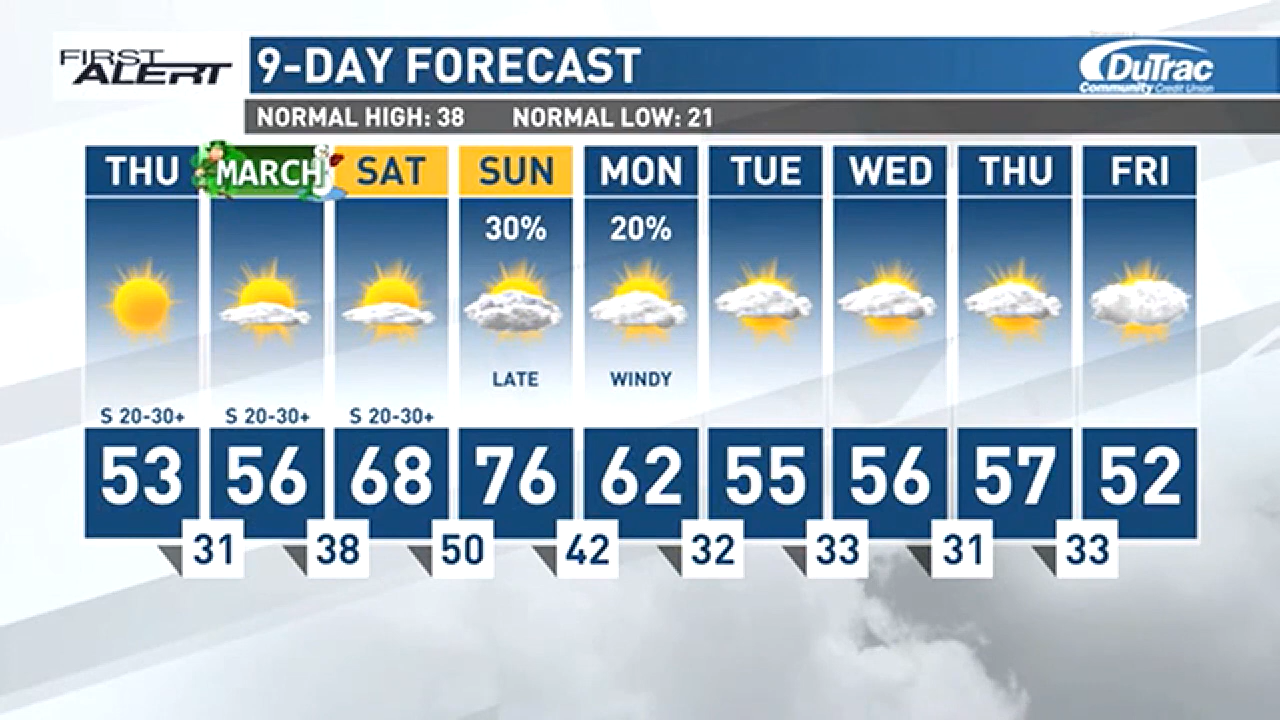 FIRST ALERT
9-DAY FORECAST
DuTrac
Community Credit Union
NORMAL HIGH: 38 NORMAL LOW: 21
THU MARCH SAT SUN MON TUE WED THU FRI
30% 20%
LATE WINDY
S 20-30+ S 20-30+ S 20-30+
53 56 68 76 62 55 56 57 52
31 38 50 42 32 33 31 33